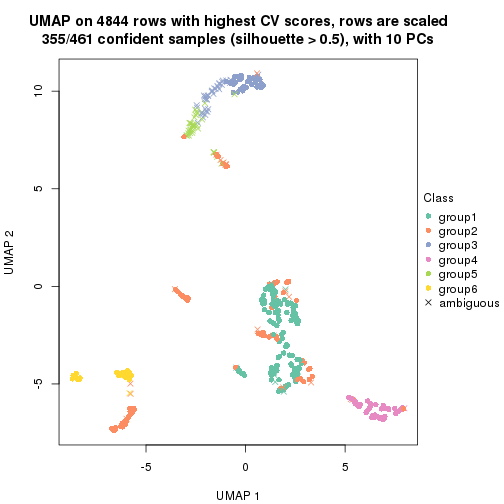 UMAP on 4844 rows with highest CV scores, rows are scaled
355/461 confident samples (silhouette > 0.5), with 10 PCs
10
5
0
-5
UMAP 2
-5
0
5
UMAP 1
Class
group1
group2
group3
group4
group5
group6
ambiguous